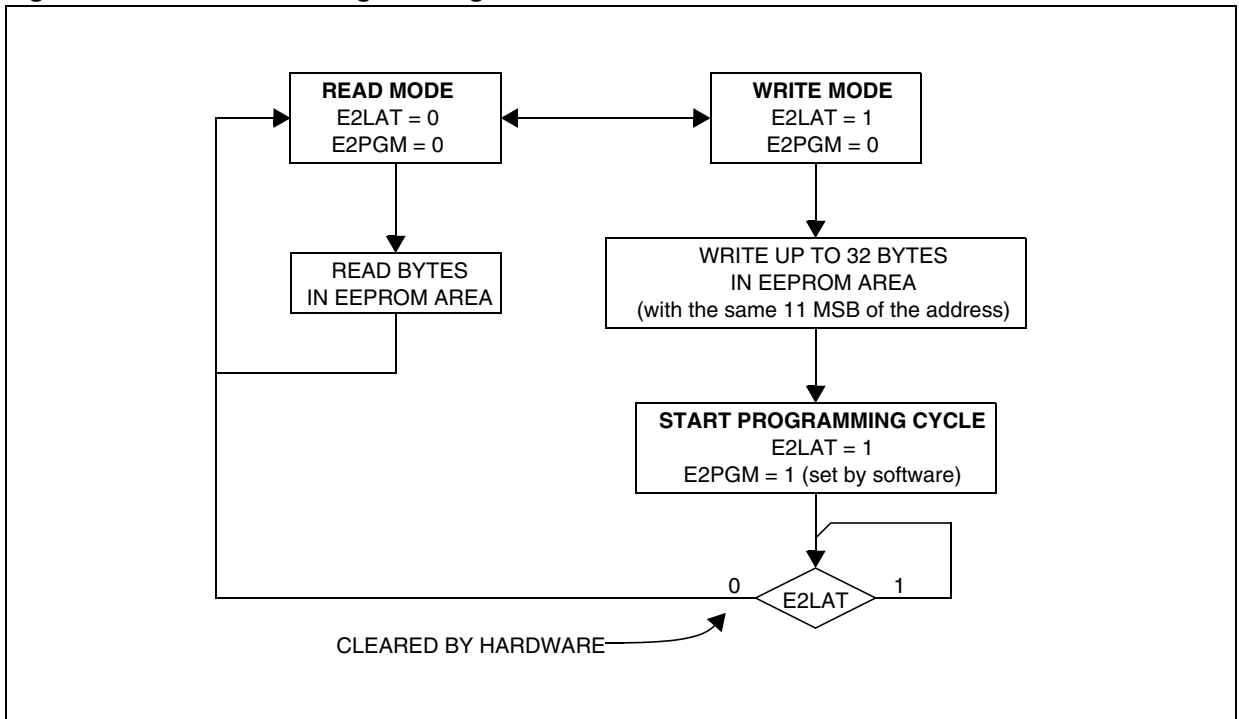 READ MODE
E2LAT = 0
E2PGM = 0
WRITE MODE
E2LAT = 1
E2PGM = 0
READ BYTES
IN EEPROM AREA
WRITE UP TO 32 BYTES
IN EEPROM AREA
(with the same 11 MSB of the address)
START PROGRAMMING CYCLE
E2LAT = 1
E2PGM = 1 (set by software)
0
E2LAT
1
CLEARED BY HARDWARE